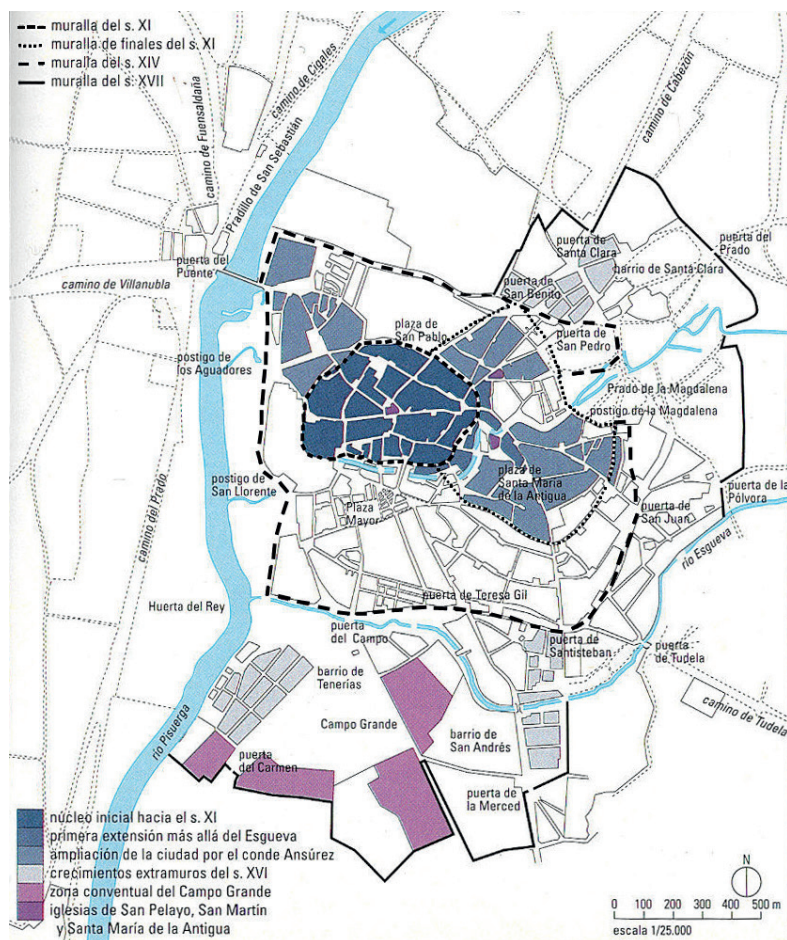 muralla del s. XI
muralla de finales del s. XI
muralla del s. XIV
muralla del s. XVII
camino de Fuensaldaña
camino de Cigales
Pradillo de San Sebastián
camino de Cabezón
puerta del
Puente
camino de Villanubla
puerta de
Santa Clara
puerta del
Prado
barrio de Santa Clara
puerta de
San Benito
plaza de
San Pablo
puerta de
San Pedro
postigo de
los Aguadores
Prado de la Magdalena
postigo de la Magdalena
plaza de
Santa María
de la Antigua
postigo de
San Llorente
Plaza
Mayor
puerta de
San Juan
puerta de la
Pólvora
camino del Prado
río Esgueva
Huerta del Rey
puerta de Teresa Gil
puerta
del Campo
puerta de
Santisteban
puerta
de Tudela
barrio de
Tenerías
camino de Tudela
Campo Grande
barrio de
San Andrés
río Pisuerga
puerta
del Carmen
puerta de
la Merced
núcleo inicial hacia el s. XI
primera extensión más allá del Esgueva
ampliación de la ciudad por el conde Ansúrez
crecimientos extramuros del s. XVI
zona conventual del Campo Grande
iglesias de San Pelayo, San Martín
y Santa María de la Antigua
N
0 100 200 300 400 500 m
escala 1/25.000